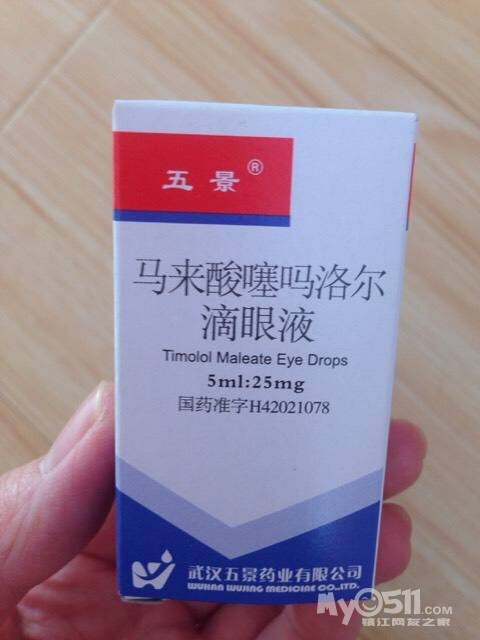 五景®
马来酸噻吗洛尔
滴眼液
Timolol Maleate Eye Drops
5ml:25mg
国药准字H42021078
武汉五景药业有限公司
WUHAN WUJING MEDICINE CO.,LTD.
My0511.com
镇江网友之家